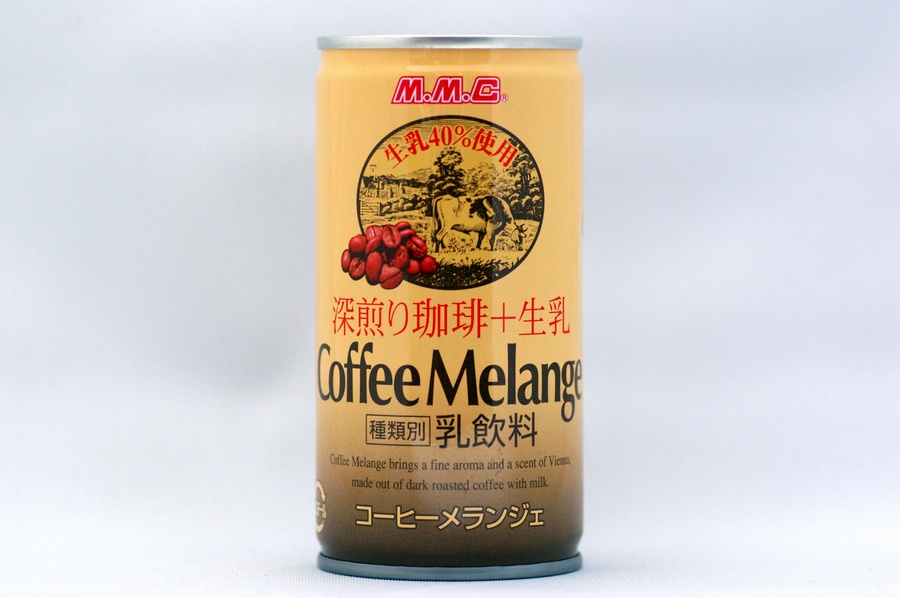 M.M.C®
生乳40%使用
深煎り珈琲＋生乳
Coffee Melange
種類別 乳飲料
Coffee Melange brings a fine aroma and a scent of Vienna,
made out of dark roasted coffee with milk.
コーヒーメランジェ